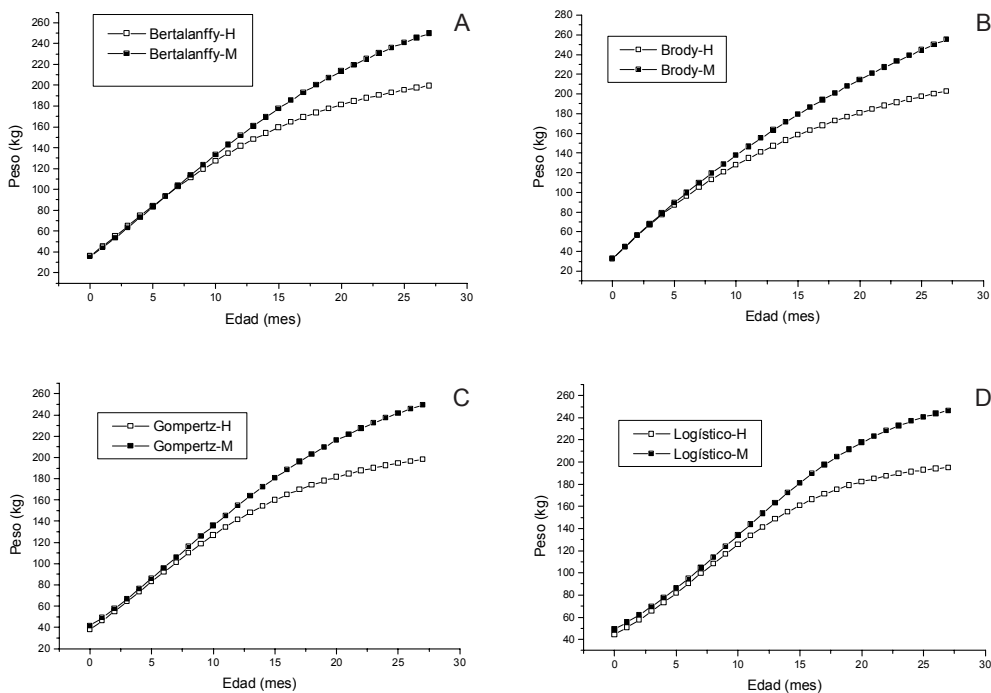 A
Bertalanffy-H
Bertalanffy-M
Peso (kg)
260
240
220
200
180
160
140
120
100
80
60
40
20
0 5 10 15 20 25 30
Edad (mes)
B
Brody-H
Brody-M
Peso (kg)
280
260
240
220
200
180
160
140
120
100
80
60
40
20
0 5 10 15 20 25 30
Edad (mes)
C
Gompertz-H
Gompertz-M
Peso (kg)
260
240
220
200
180
160
140
120
100
80
60
40
20
0 5 10 15 20 25 30
Edad (mes)
D
Logístico-H
Logístico-M
Peso (kg)
260
240
220
200
180
160
140
120
100
80
60
40
0 5 10 15 20 25 30
Edad (mes)